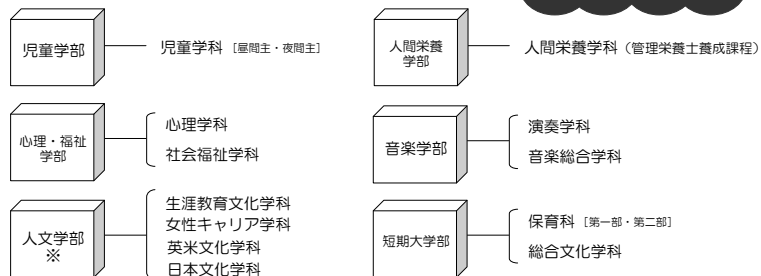 児童学部
児童学科 [昼間主・夜間主]
心理・福祉
学部
心理学科
社会福祉学科
人文学部
※
生涯教育文化学科
女性キャリア学科
英米文化学科
日本文化学科
人間栄養
学部
人間栄養学科（管理栄養士養成課程）
音楽学部
演奏学科
音楽総合学科
短期大学部
保育科 [第一部・第二部]
総合文化学科